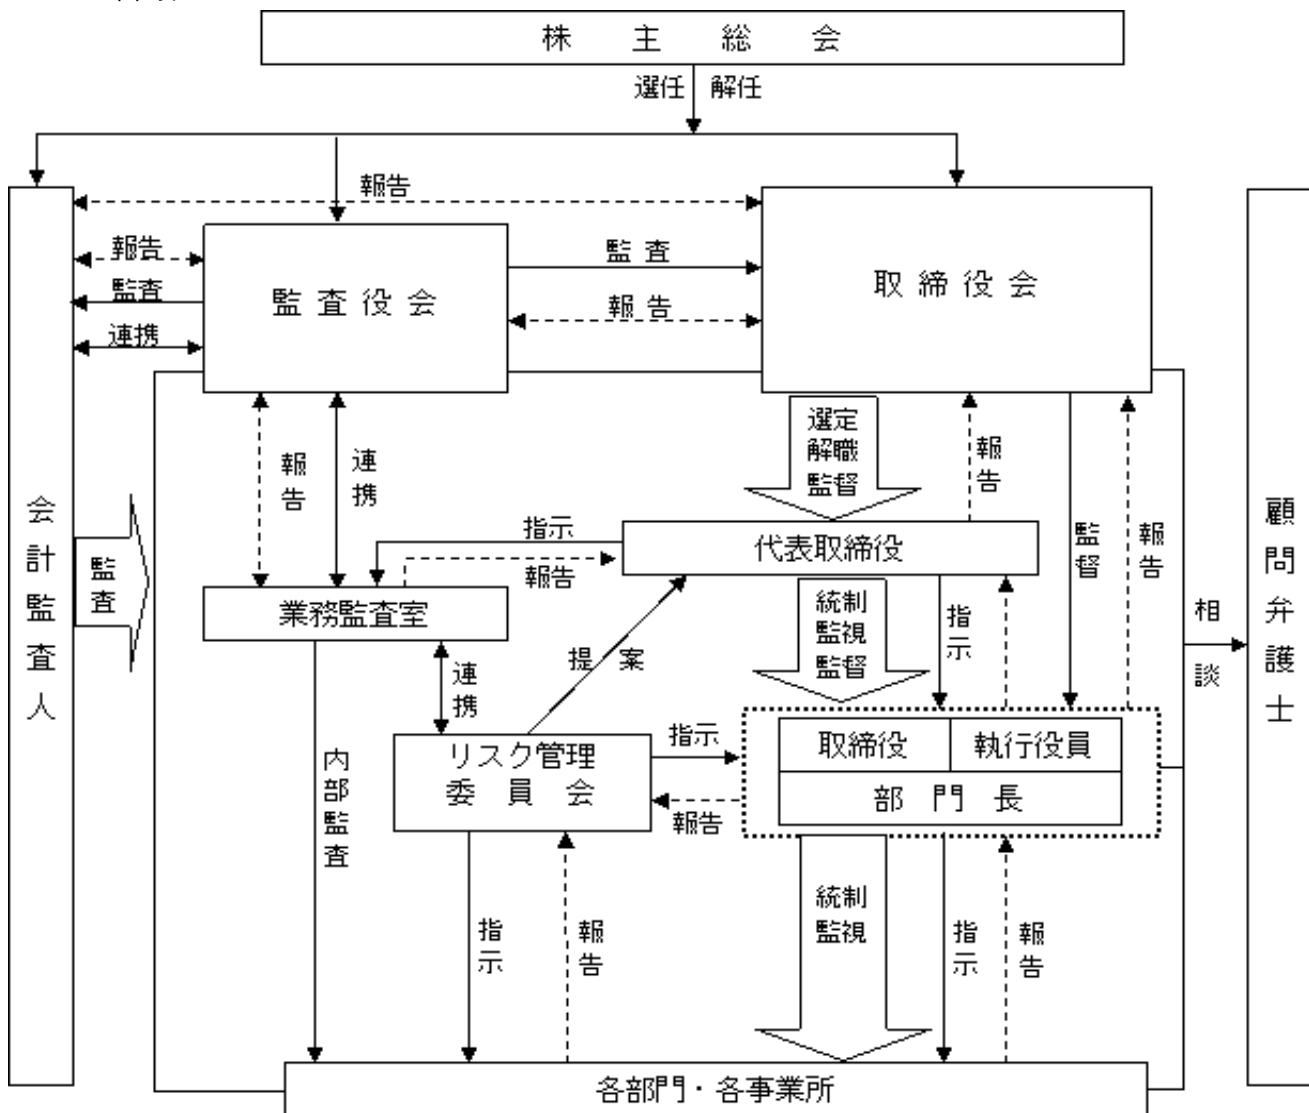 株主総会
選任 解任
報告
報告
監査
連携
監査役会
監査
報告
取締役会
会計監査人
監査
報告
連携
選定
解職
監督
報告
監督
報告
指示
報告
代表取締役
業務監査室
連携
提案
統制
監視
監督
指示
相談
顧問弁護士
内部監査
リスク管理
委員会
指示
報告
取締役
執行役員
部門長
指示
報告
統制
監視
指示
報告
各部門・各事業所